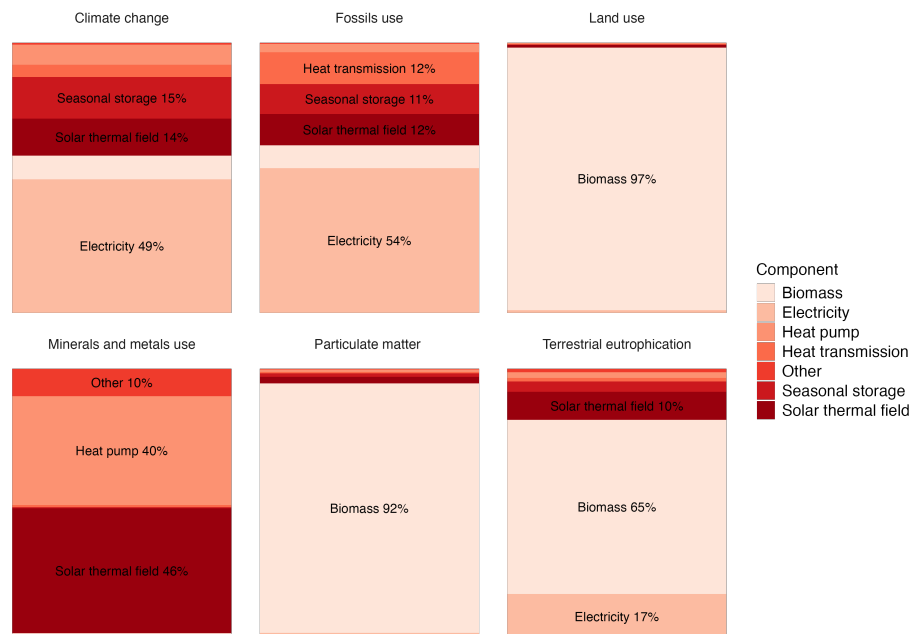 Climate change
Fossils use
Land use
Seasonal storage 15%
Solar thermal field 14%
Electricity 49%
Heat transmission 12%
Seasonal storage 11%
Solar thermal field 12%
Electricity 54%
Biomass 97%
Minerals and metals use
Particulate matter
Terrestrial eutrophication
Other 10%
Heat pump 40%
Solar thermal field 46%
Biomass 92%
Solar thermal field 10%
Biomass 65%
Electricity 17%
Component
Biomass
Electricity
Heat pump
Heat transmission
Other
Seasonal storage
Solar thermal field